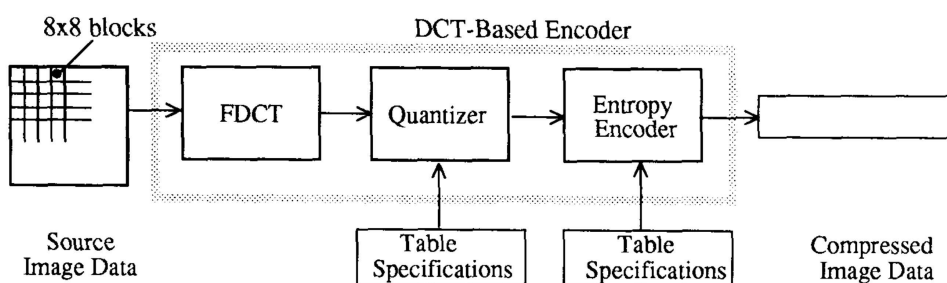 8x8 blocks
DCT-Based Encoder
FDCT
Quantizer
Entropy
Encoder
Source
Image Data
Table
Specifications
Table
Specifications
Compressed
Image Data